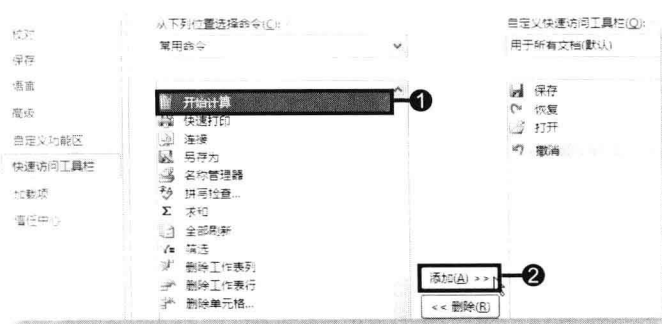 校对
保存
语言
高级
自定义功能区
快速访问工具栏
加载项
信任中心
从下列位置选择命令(C):
常用命令
开始计算
快速打印
连接
另存为
名称管理器
拼写检查...
求和
全部刷新
筛选
删除工作表列
删除工作表行
删除单元格...
1
添加(A) >>
2
<< 删除(R)
自定义快速访问工具栏(Q):
用于所有文档(默认)
保存
恢复
打开
撤消